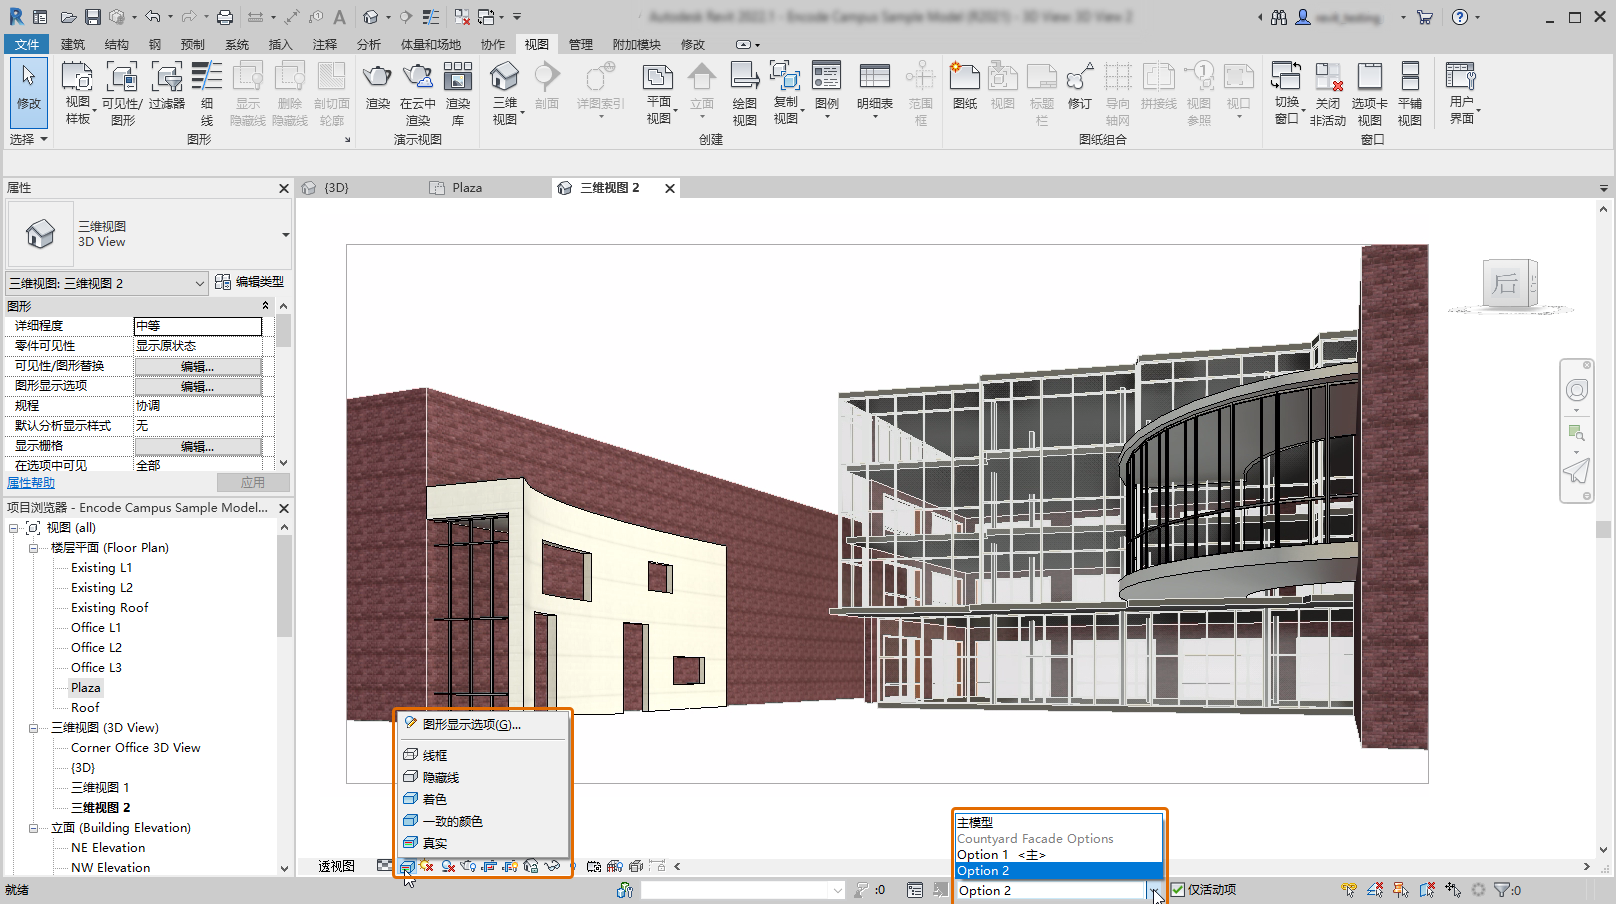 Autodesk Revit 2022.1 - Encode Campus Sample Model (R2021) - 3D View 3D View 2
revit_testing
文件 建筑 结构 钢 预制 系统 插入 注释 分析 体量和场地 协作 视图 管理 附加模块 修改
修改
视图样板
可见性/图形
过滤器
细线
显示隐藏线
删除隐藏线
剖切面轮廓
渲染
在云中渲染
渲染库
三维视图
剖面
详图索引
平面视图
立面
绘图视图
复制视图
图例
明细表
范围框
图纸
视图
标题栏
修订
导向轴网
拼接线
视图参照
视口
切换窗口
关闭非活动
选项卡视图
平铺视图
用户界面
选择 图形 演示视图 创建 图纸组合 窗口
属性
{3D} Plaza 三维视图 2
三维视图
3D View
三维视图: 三维视图 2 编辑类型
图形
详细程度 中等
零件可见性 显示原状态
可见性/图形替换 编辑...
图形显示选项 编辑...
规程 协调
默认分析显示样式 无
显示栅格 编辑...
在选项中可见 全部
属性帮助 应用
项目浏览器 - Encode Campus Sample Model...
视图 (all)
楼层平面 (Floor Plan)
Existing L1
Existing L2
Existing Roof
Office L1
Office L2
Office L3
Plaza
Roof
三维视图 (3D View)
Corner Office 3D View
{3D}
三维视图 1
三维视图 2
立面 (Building Elevation)
NE Elevation
NW Elevation
后
图形显示选项(G)...
线框
隐藏线
着色
一致的颜色
真实
透视图
主模型
Countyard Facade Options
Option 1 <主>
Option 2
就绪
:0
Option 2
仅活动项
:0